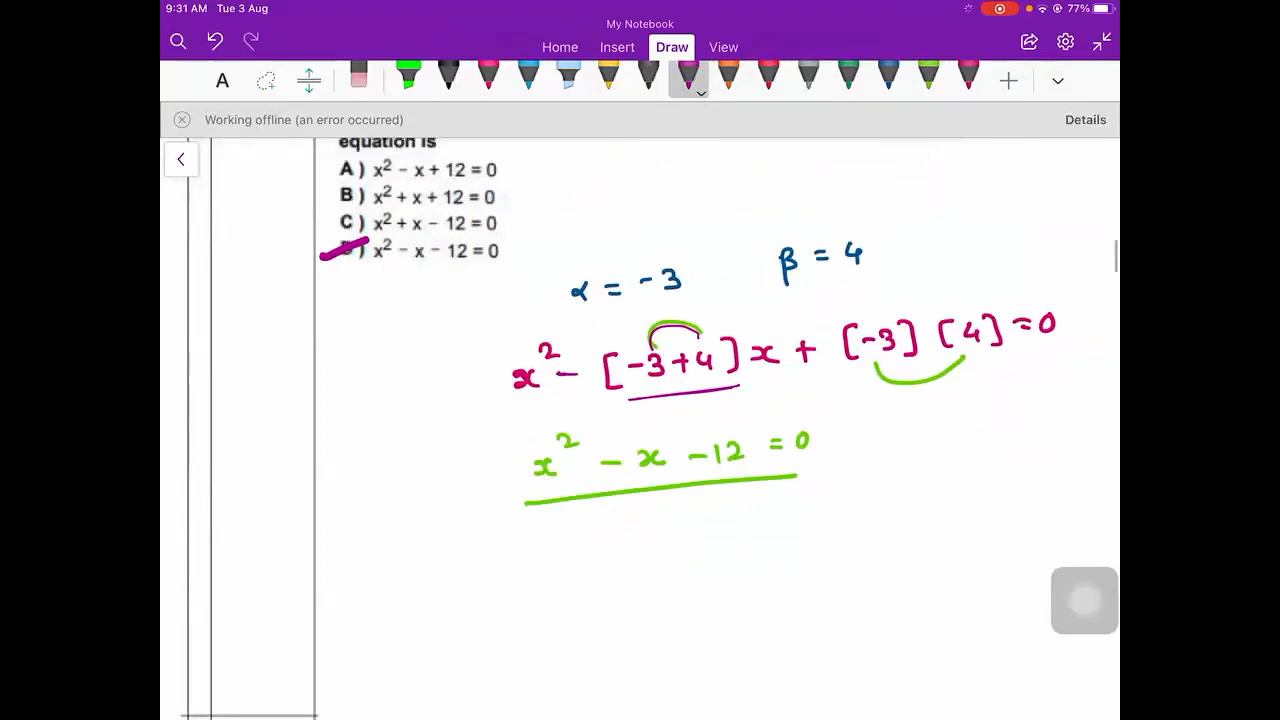 9:31 AM Tue 3 Aug
77%
My Notebook
Home Insert Draw View
A
Working offline (an error occurred)
Details
equation is
A) x² - x + 12 = 0
B) x² + x + 12 = 0
C) x² + x - 12 = 0
D) x² - x - 12 = 0
α = -3 β = 4
x² - [-3+4]x + [-3][4] = 0
x² - x - 12 = 0